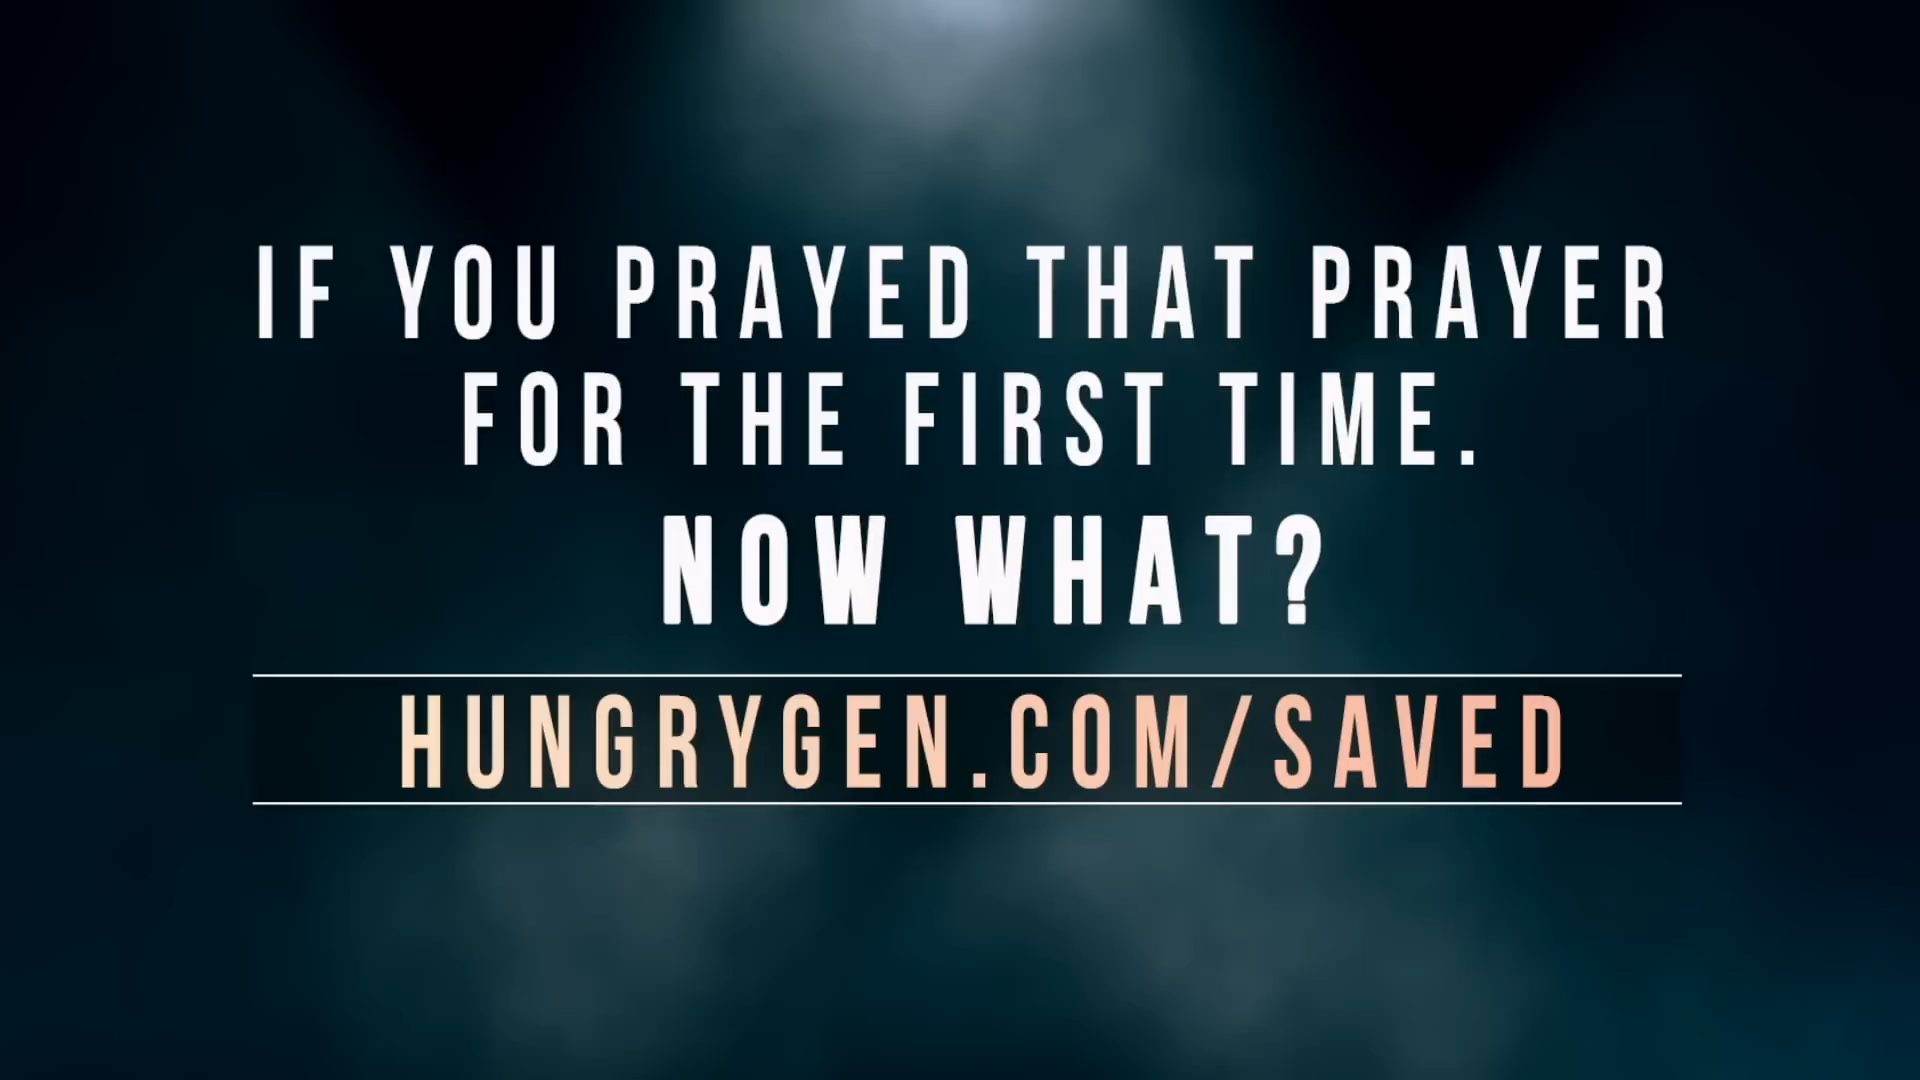 IF YOU PRAYED THAT PRAYER
FOR THE FIRST TIME.
NOW WHAT?
HUNGRYGEN.COM/SAVED